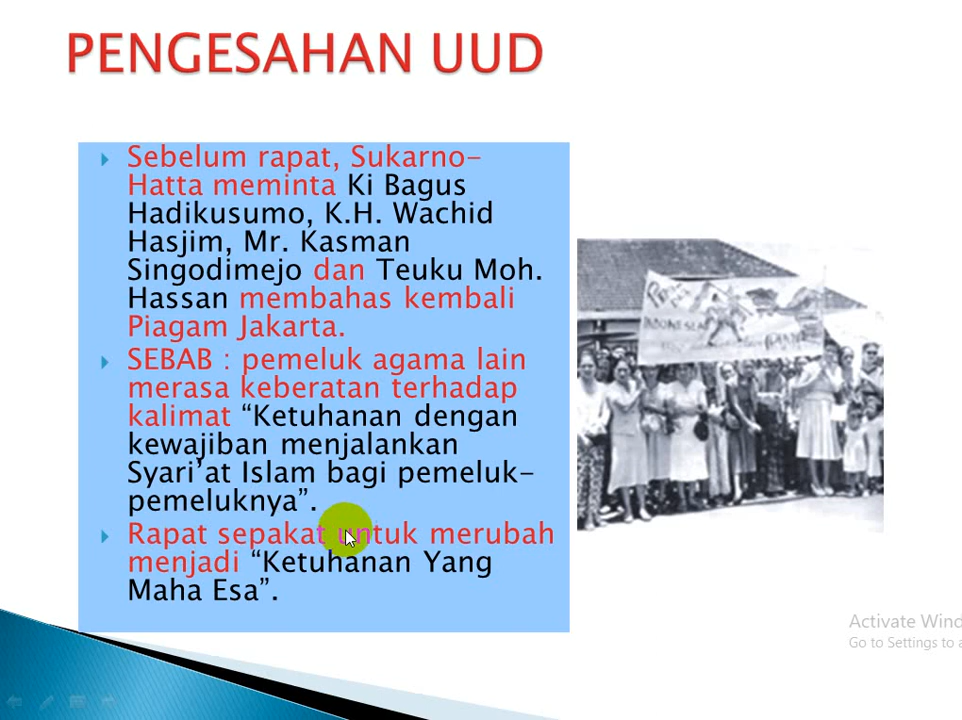 PENGESAHAN UUD
Sebelum rapat, Sukarno-
Hatta meminta Ki Bagus
Hadikusumo, K.H. Wachid
Hasjim, Mr. Kasman
Singodimejo dan Teuku Moh.
Hassan membahas kembali
Piagam Jakarta.
SEBAB : pemeluk agama lain
merasa keberatan terhadap
kalimat “Ketuhanan dengan
kewajiban menjalankan
Syari’at Islam bagi pemeluk-
pemeluknya”.
Rapat sepakat untuk merubah
menjadi “Ketuhanan Yang
Maha Esa”.
Activate Wind
Go to Settings to a